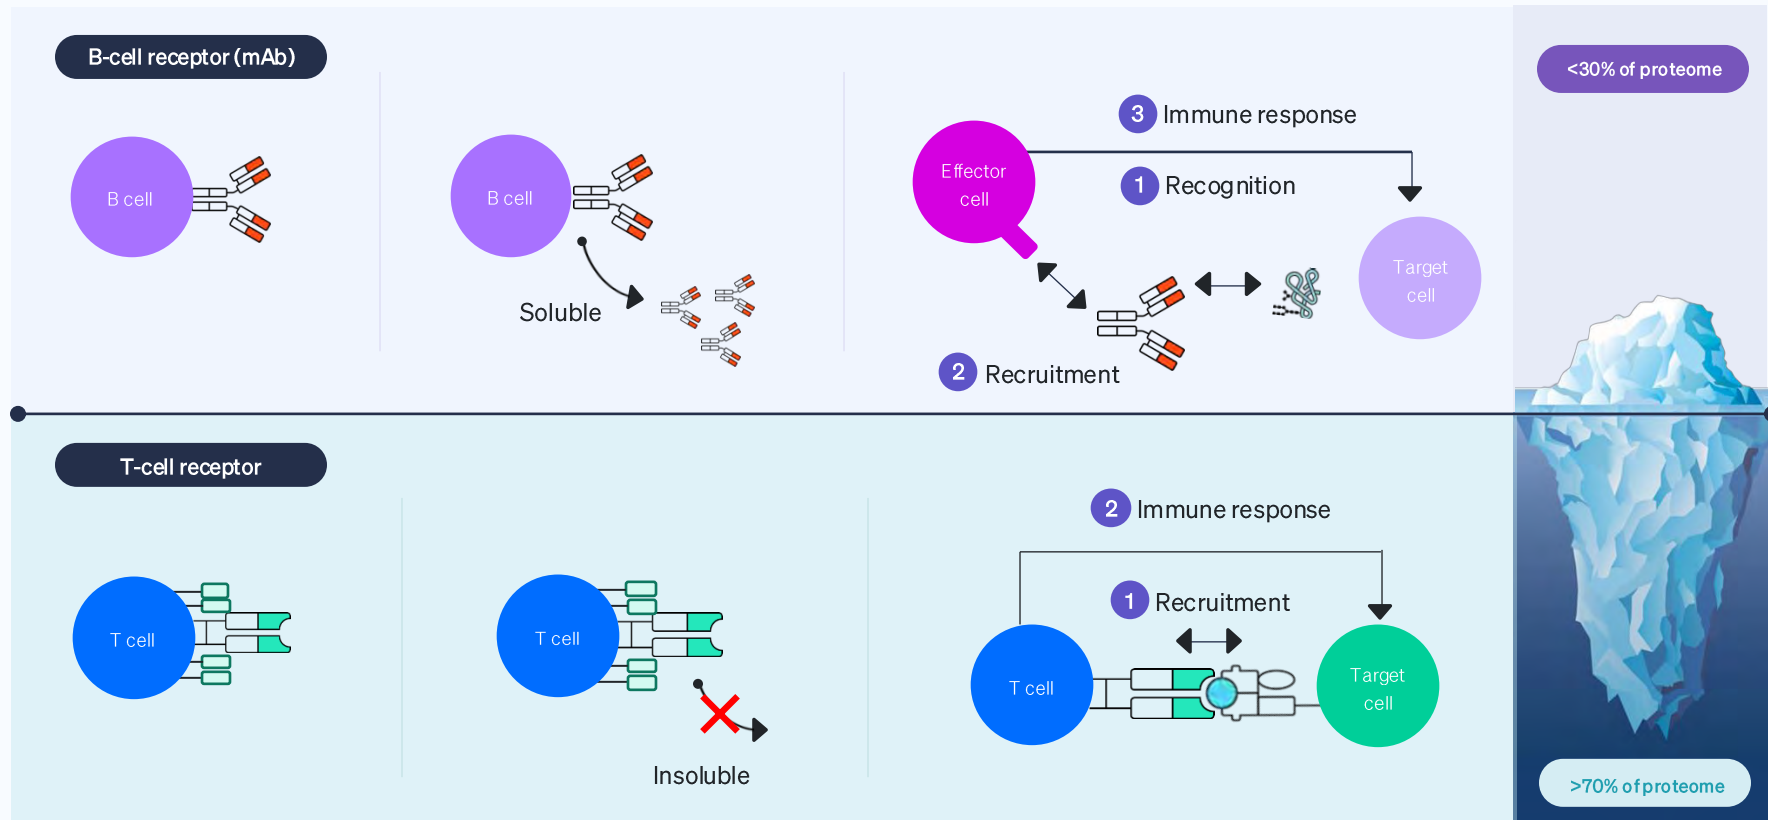 B-cell receptor (mAb)
<30% of proteome
B cell
B cell
Soluble
3 Immune response
Effector
cell
1 Recognition
Target
cell
2 Recruitment
T-cell receptor
T cell
T cell
Insoluble
2 Immune response
1 Recruitment
T cell
Target
cell
>70% of proteome